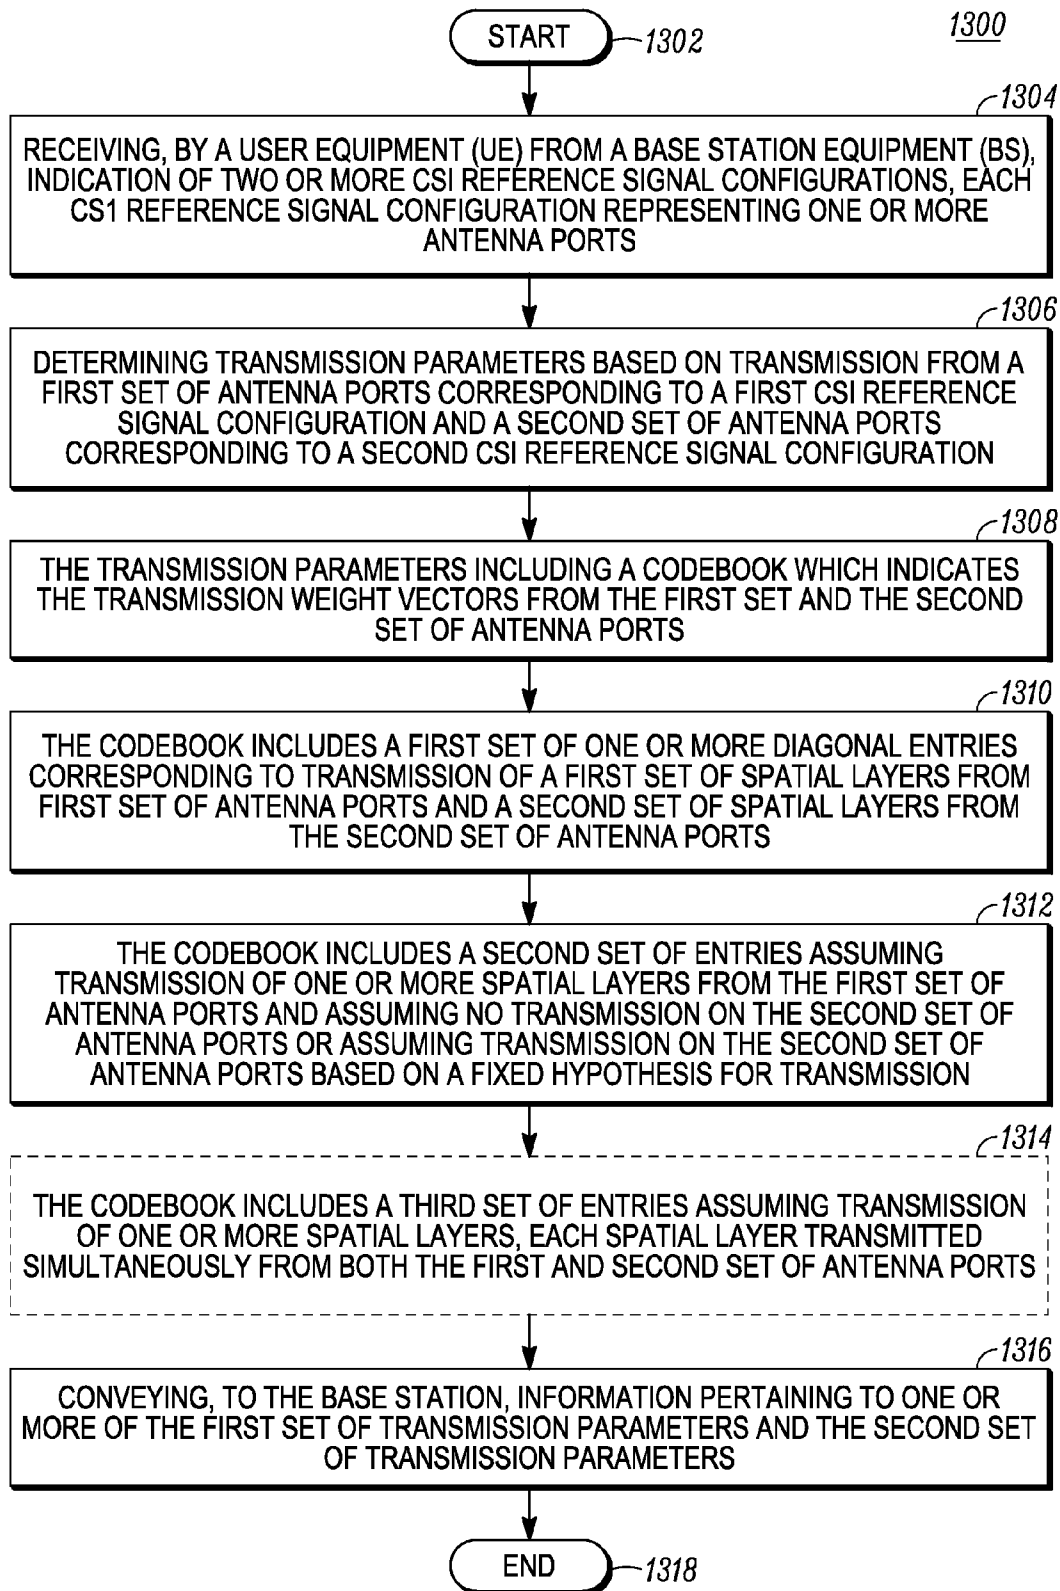 START
1302
1300
1304
RECEIVING, BY A USER EQUIPMENT (UE) FROM A BASE STATION EQUIPMENT (BS),
INDICATION OF TWO OR MORE CSI REFERENCE SIGNAL CONFIGURATIONS, EACH
CS1 REFERENCE SIGNAL CONFIGURATION REPRESENTING ONE OR MORE
ANTENNA PORTS
1306
DETERMINING TRANSMISSION PARAMETERS BASED ON TRANSMISSION FROM A
FIRST SET OF ANTENNA PORTS CORRESPONDING TO A FIRST CSI REFERENCE
SIGNAL CONFIGURATION AND A SECOND SET OF ANTENNA PORTS
CORRESPONDING TO A SECOND CSI REFERENCE SIGNAL CONFIGURATION
1308
THE TRANSMISSION PARAMETERS INCLUDING A CODEBOOK WHICH INDICATES
THE TRANSMISSION WEIGHT VECTORS FROM THE FIRST SET AND THE SECOND
SET OF ANTENNA PORTS
1310
THE CODEBOOK INCLUDES A FIRST SET OF ONE OR MORE DIAGONAL ENTRIES
CORRESPONDING TO TRANSMISSION OF A FIRST SET OF SPATIAL LAYERS FROM
FIRST SET OF ANTENNA PORTS AND A SECOND SET OF SPATIAL LAYERS FROM
THE SECOND SET OF ANTENNA PORTS
1312
THE CODEBOOK INCLUDES A SECOND SET OF ENTRIES ASSUMING
TRANSMISSION OF ONE OR MORE SPATIAL LAYERS FROM THE FIRST SET OF
ANTENNA PORTS AND ASSUMING NO TRANSMISSION ON THE SECOND SET OF
ANTENNA PORTS OR ASSUMING TRANSMISSION ON THE SECOND SET OF
ANTENNA PORTS BASED ON A FIXED HYPOTHESIS FOR TRANSMISSION
1314
THE CODEBOOK INCLUDES A THIRD SET OF ENTRIES ASSUMING TRANSMISSION
OF ONE OR MORE SPATIAL LAYERS, EACH SPATIAL LAYER TRANSMITTED
SIMULTANEOUSLY FROM BOTH THE FIRST AND SECOND SET OF ANTENNA PORTS
1316
CONVEYING, TO THE BASE STATION, INFORMATION PERTAINING TO ONE OR
MORE OF THE FIRST SET OF TRANSMISSION PARAMETERS AND THE SECOND SET
OF TRANSMISSION PARAMETERS
END
1318